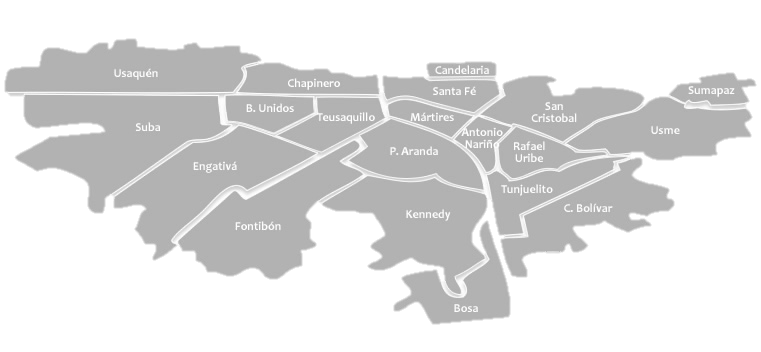 Usaquén
Chapinero
Candelaria
Santa Fé
Sumapaz
B. Unidos
Teusaquillo
Mártires
San
Cristobal
Suba
Antonio
Nariño
Usme
P. Aranda
Rafael
Uribe
Engativá
Tunjuelito
C. Bolívar
Kennedy
Fontibón
Bosa